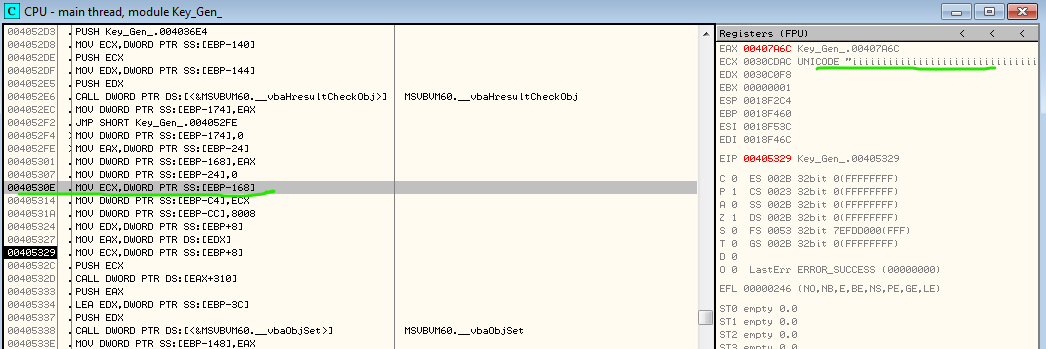 C CPU - main thread, module Key_Gen_
004052D3 . PUSH Key_Gen_.004036E4
004052D8 . MOV ECX,DWORD PTR SS:[EBP-140]
004052DE . PUSH ECX
004052DF . MOV EDX,DWORD PTR SS:[EBP-144]
004052E5 . PUSH EDX
004052E6 . CALL DWORD PTR DS:[<&MSVBVM60.__vbaHresultCheckObj>] MSVBVM60.__vbaHresultCheckObj
004052EC . MOV DWORD PTR SS:[EBP-174],EAX
004052F2 . JMP SHORT Key_Gen_.004052FE
004052F4 > MOV DWORD PTR SS:[EBP-174],0
004052FE > MOV EAX,DWORD PTR SS:[EBP-24]
00405301 . MOV DWORD PTR SS:[EBP-168],EAX
00405307 . MOV DWORD PTR SS:[EBP-24],0
0040530E . MOV ECX,DWORD PTR SS:[EBP-168]
00405314 . MOV DWORD PTR SS:[EBP-C4],ECX
0040531A . MOV DWORD PTR SS:[EBP-CC],8008
00405324 . MOV EDX,DWORD PTR SS:[EBP+8]
00405327 . MOV EAX,DWORD PTR DS:[EDX]
00405329 . MOV ECX,DWORD PTR SS:[EBP+8]
0040532C . PUSH ECX
0040532D . CALL DWORD PTR DS:[EAX+310]
00405333 . PUSH EAX
00405334 . LEA EDX,DWORD PTR SS:[EBP-3C]
00405337 . PUSH EDX
00405338 . CALL DWORD PTR DS:[<&MSVBVM60.__vbaObjSet>] MSVBVM60.__vbaObjSet
0040533E . MOV DWORD PTR SS:[EBP-148],EAX
Registers (FPU) < < <
EAX 00407A6C Key_Gen_.00407A6C
ECX 0030CDAC UNICODE "iiiiiiiiiiiiiiiiiiiiiiiiiiiiiii
EDX 0030C0F8
EBX 00000001
ESP 0018F2C4
EBP 0018F460
ESI 0018F53C
EDI 0018F46C
EIP 00405329 Key_Gen_.00405329
C 0 ES 002B 32bit 0(FFFFFFFF)
P 1 CS 0023 32bit 0(FFFFFFFF)
A 0 SS 002B 32bit 0(FFFFFFFF)
Z 1 DS 002B 32bit 0(FFFFFFFF)
S 0 FS 0053 32bit 7EFDD000(FFF)
T 0 GS 002B 32bit 0(FFFFFFFF)
D 0
O 0 LastErr ERROR_SUCCESS (00000000)
EFL 00000246 (NO,NB,E,BE,NS,PE,GE,LE)
ST0 empty 0.0
ST1 empty 0.0
ST2 empty 0.0
ST3 empty 0.0